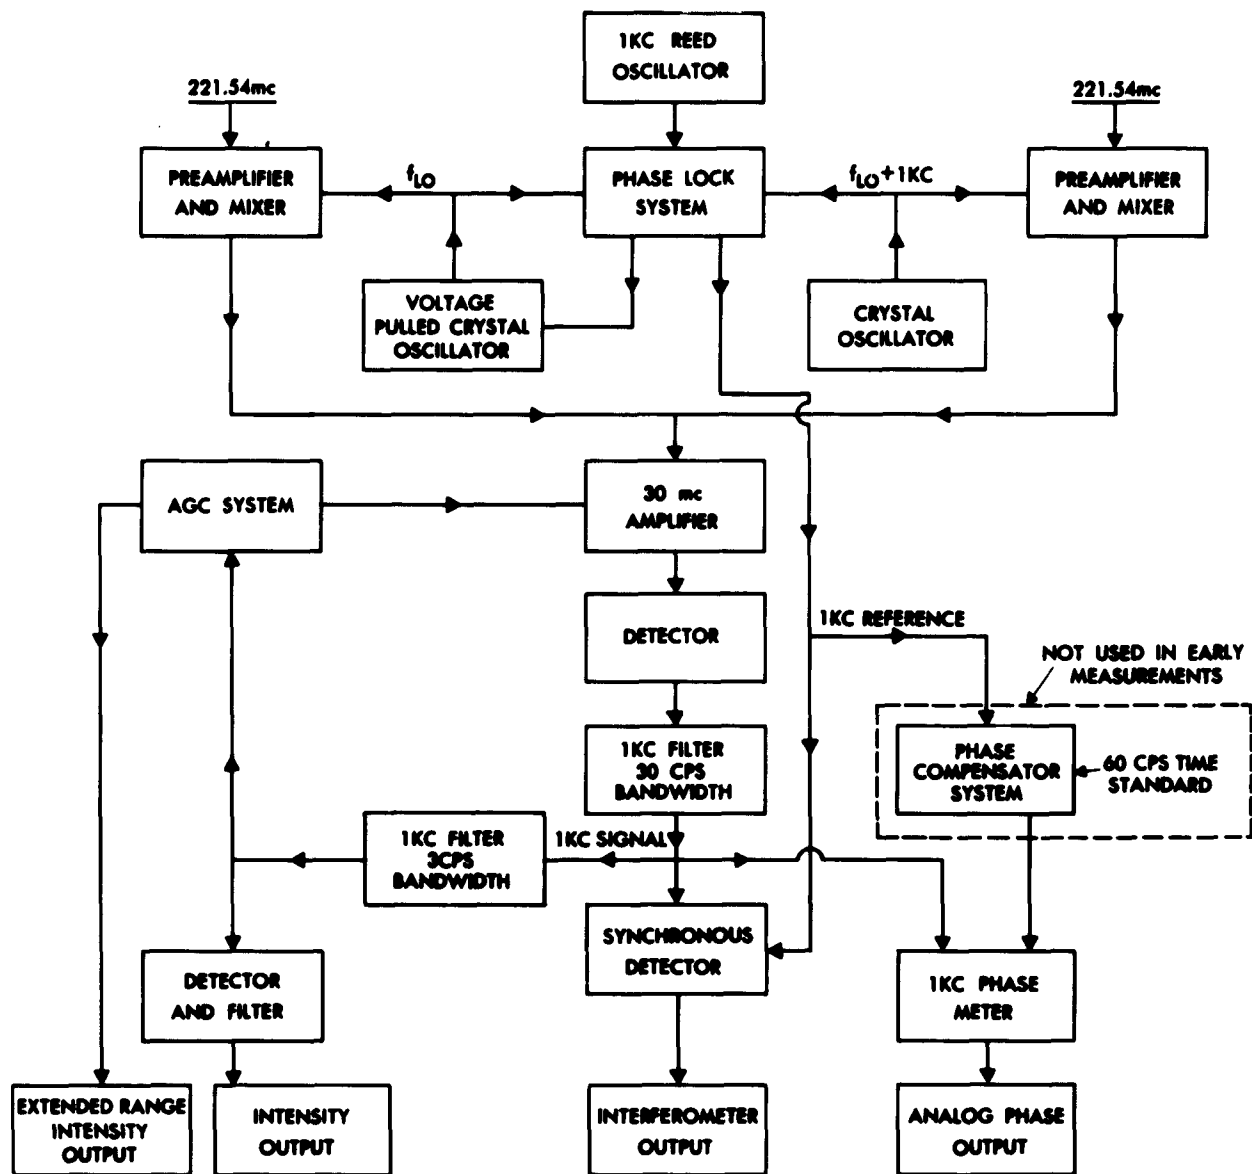 1KC REED
OSCILLATOR
221.54mc
221.54mc
PREAMPLIFIER
AND MIXER
fLO
PHASE LOCK
SYSTEM
fLO+1KC
PREAMPLIFIER
AND MIXER
VOLTAGE
PULLED CRYSTAL
OSCILLATOR
CRYSTAL
OSCILLATOR
AGC SYSTEM
30 mc
AMPLIFIER
DETECTOR
1KC REFERENCE
NOT USED IN EARLY
MEASUREMENTS
1KC FILTER
30 CPS
BANDWIDTH
PHASE
COMPENSATOR
SYSTEM
60 CPS TIME
STANDARD
1KC FILTER
3CPS
BANDWIDTH
1KC SIGNAL
SYNCHRONOUS
DETECTOR
DETECTOR
AND FILTER
1KC PHASE
METER
EXTENDED RANGE
INTENSITY
OUTPUT
INTENSITY
OUTPUT
INTERFEROMETER
OUTPUT
ANALOG PHASE
OUTPUT